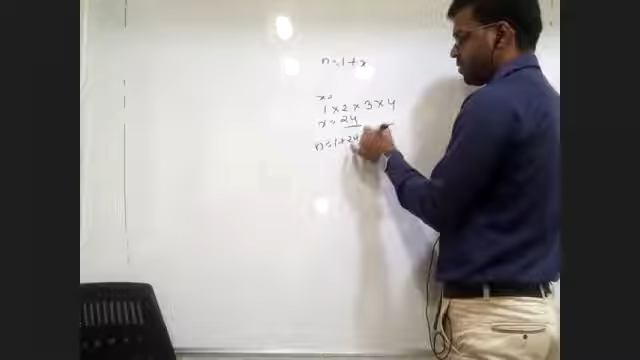 n = 1 + x
x =
1 × 2 × 3 × 4
x = 24
n = 1 + 24